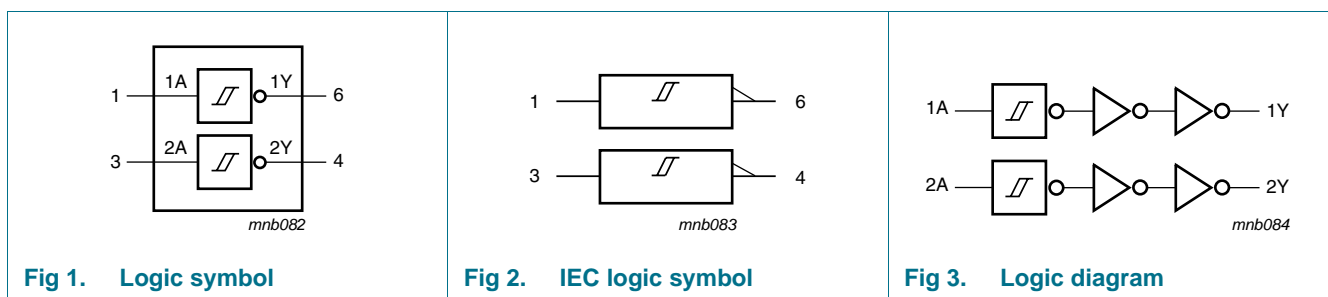 1 1A 1Y 6
3 2A 2Y 4
mnb082
Fig 1. Logic symbol
1 6
3 4
mnb083
Fig 2. IEC logic symbol
1A 1Y
2A 2Y
mnb084
Fig 3. Logic diagram